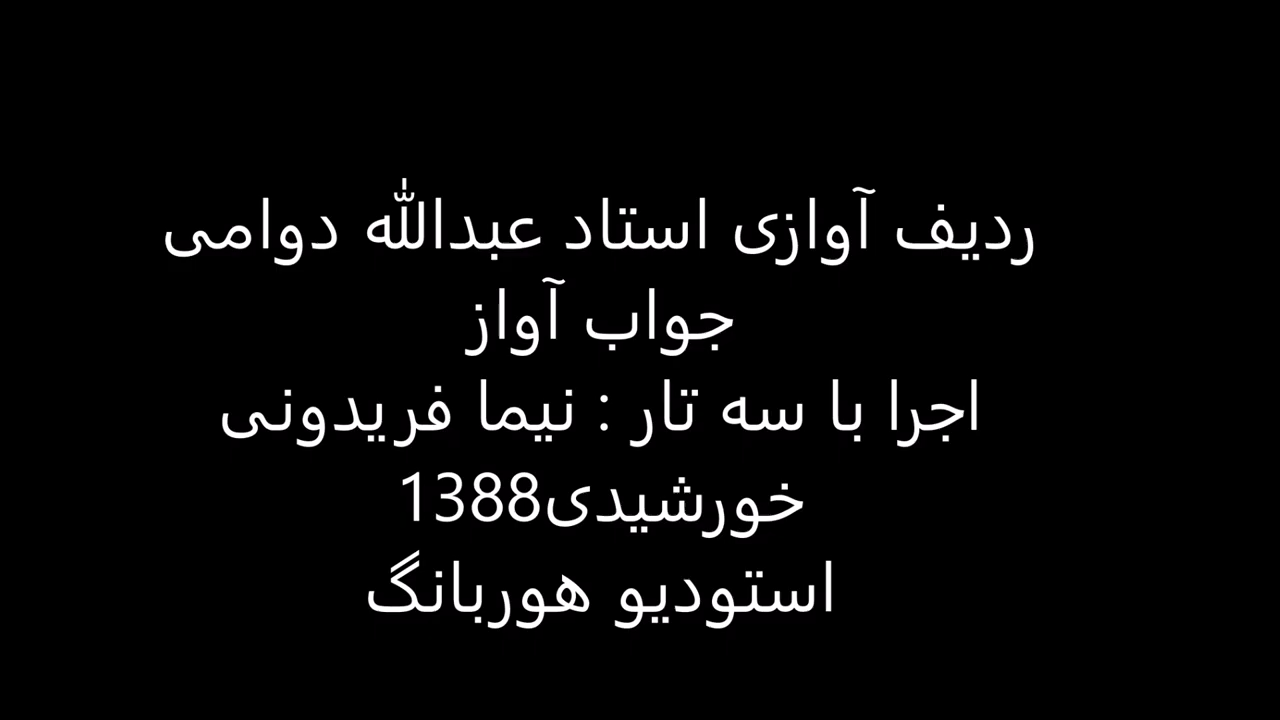 ردیف آوازی استاد عبدالله دوامی
جواب آواز
اجرا با سه تار : نیما فریدونی
خورشیدی1388
استودیو هوربانگ